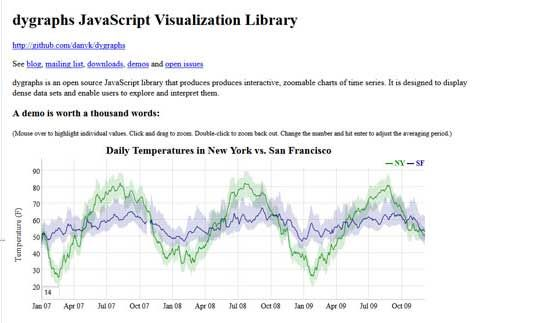 dygraphs JavaScript Visualization Library
http://github.com/danvk/dygraphs
See blog, mailing list, downloads, demos and open issues
dygraphs is an open source JavaScript library that produces produces interactive, zoomable charts of time series. It is designed to display
dense data sets and enable users to explore and interpret them.
A demo is worth a thousand words:
(Mouse over to highlight individual values. Click and drag to zoom. Double-click to zoom back out. Change the number and hit enter to adjust the averaging period.)
Daily Temperatures in New York vs. San Francisco
NY SF
90
80
70
60
50
40
30
20
Temperature (F)
14
Jan 07 Apr 07 Jul 07 Oct 07 Jan 08 Apr 08 Jul 08 Oct 08 Jan 09 Apr 09 Jul 09 Oct 09